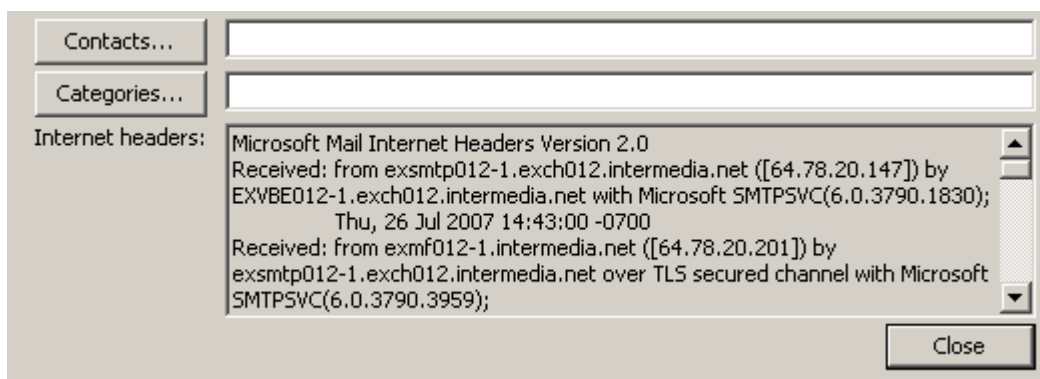 Contacts...
Categories...
Internet headers:
Microsoft Mail Internet Headers Version 2.0
Received: from exsmtp012-1.exch012.intermedia.net ([64.78.20.147]) by
EXVBE012-1.exch012.intermedia.net with Microsoft SMTPSVC(6.0.3790.1830);
Thu, 26 Jul 2007 14:43:00 -0700
Received: from exmf012-1.intermedia.net ([64.78.20.201]) by
exsmtp012-1.exch012.intermedia.net over TLS secured channel with Microsoft
SMTPSVC(6.0.3790.3959);
Close